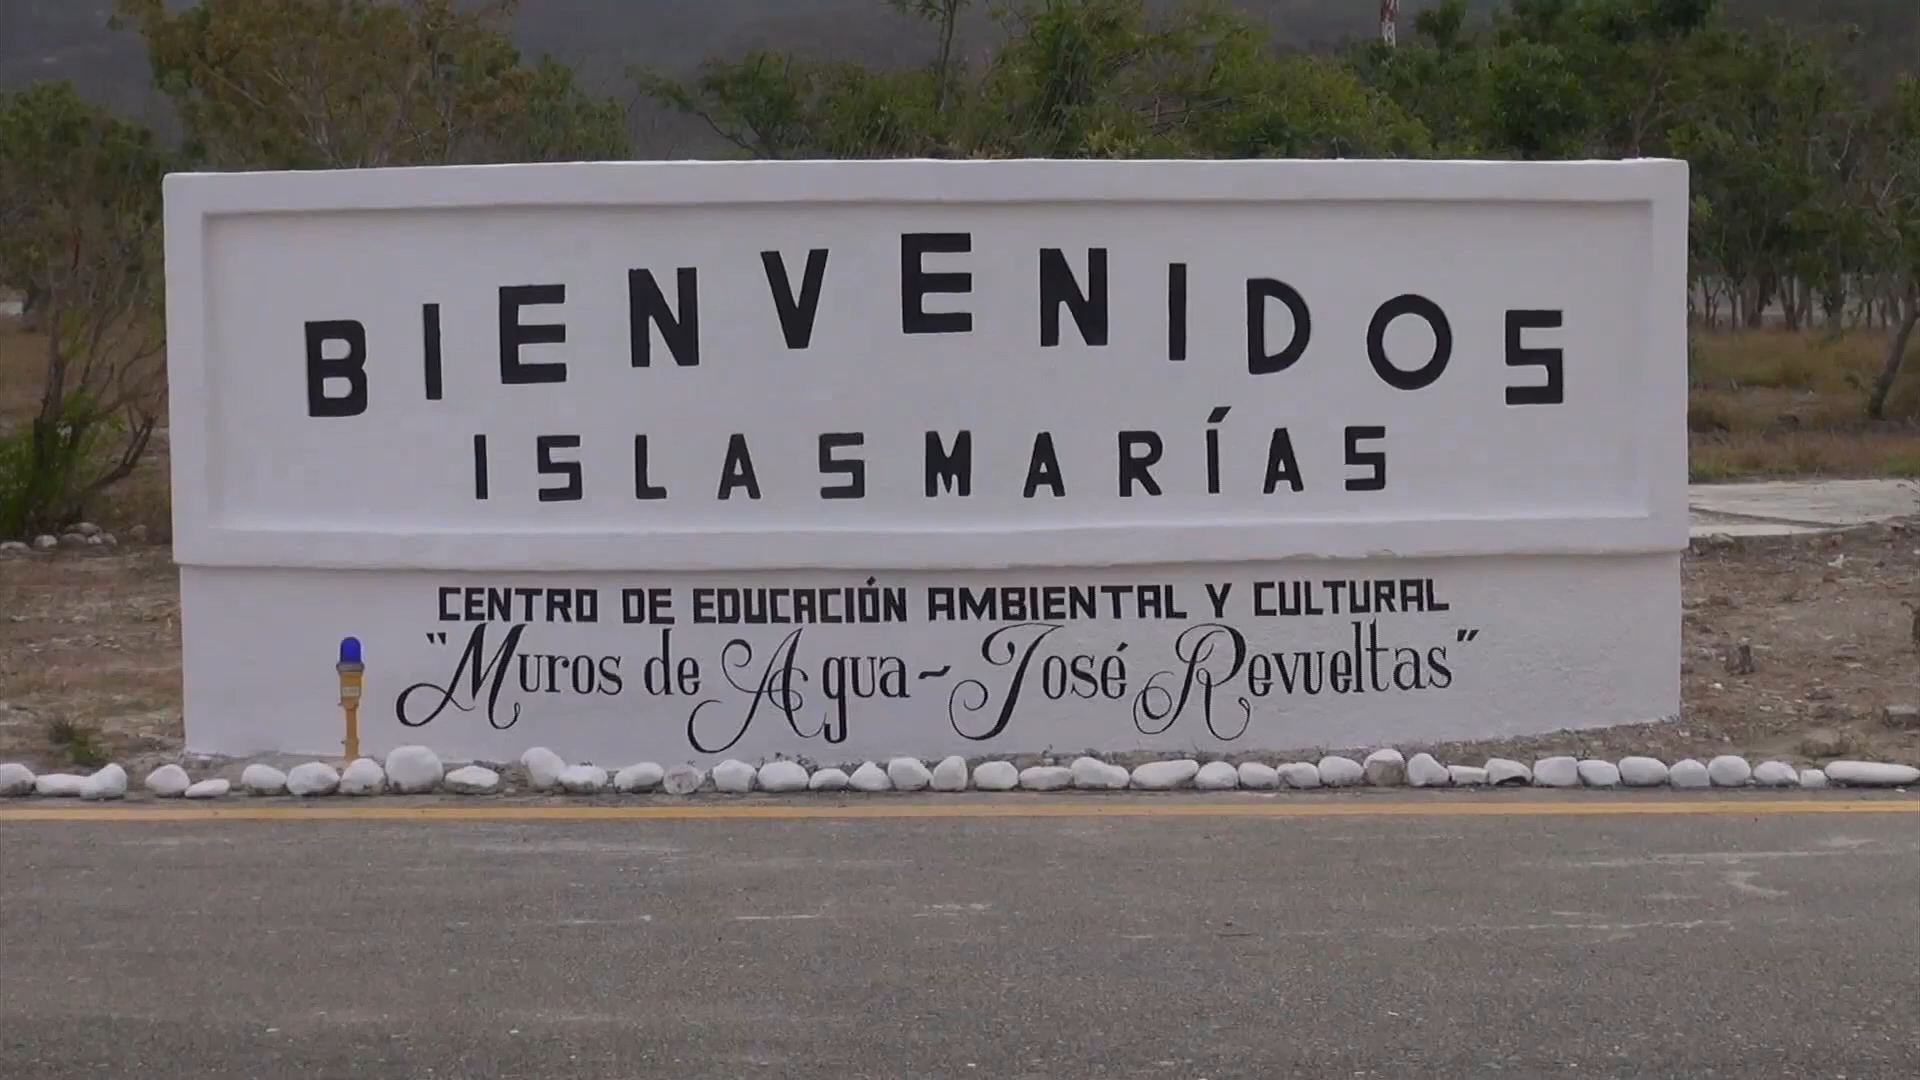 BIENVENIDOS
ISLAS MARÍAS
CENTRO DE EDUCACIÓN AMBIENTAL Y CULTURAL
"Muros de Agua - José Revueltas"